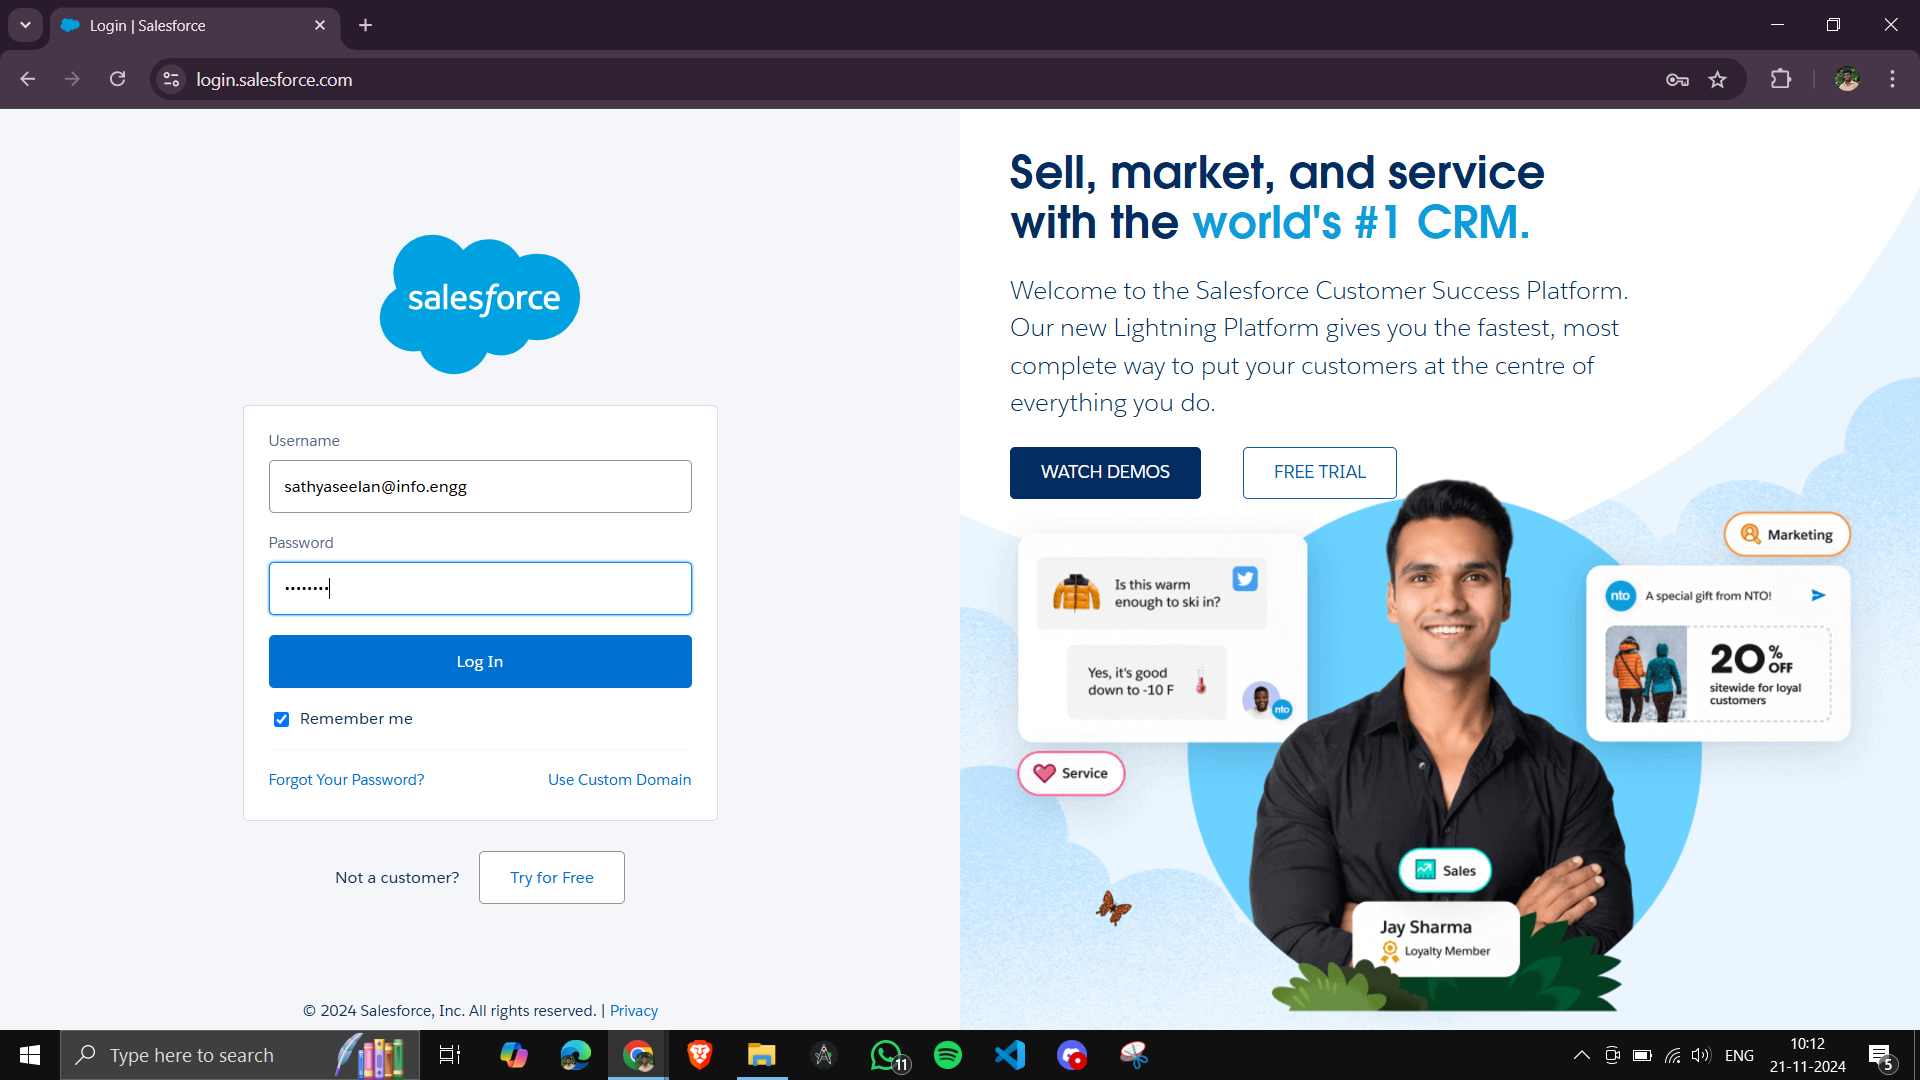 Login | Salesforce
login.salesforce.com
salesforce
Username
sathyaseelan@info.engg
Password
••••••••
Log In
Remember me
Forgot Your Password?
Use Custom Domain
Not a customer?
Try for Free
© 2024 Salesforce, Inc. All rights reserved. | Privacy
Sell, market, and service
with the world's #1 CRM.
Welcome to the Salesforce Customer Success Platform.
Our new Lightning Platform gives you the fastest, most
complete way to put your customers at the centre of
everything you do.
WATCH DEMOS
FREE TRIAL
Is this warm
enough to ski in?
Yes, it's good
down to -10 F
nto
Service
Marketing
nto
A special gift from NTO!
20% OFF
sitewide for loyal
customers
Sales
Jay Sharma
Loyalty Member
Type here to search
11
ENG
10:12
21-11-2024
5